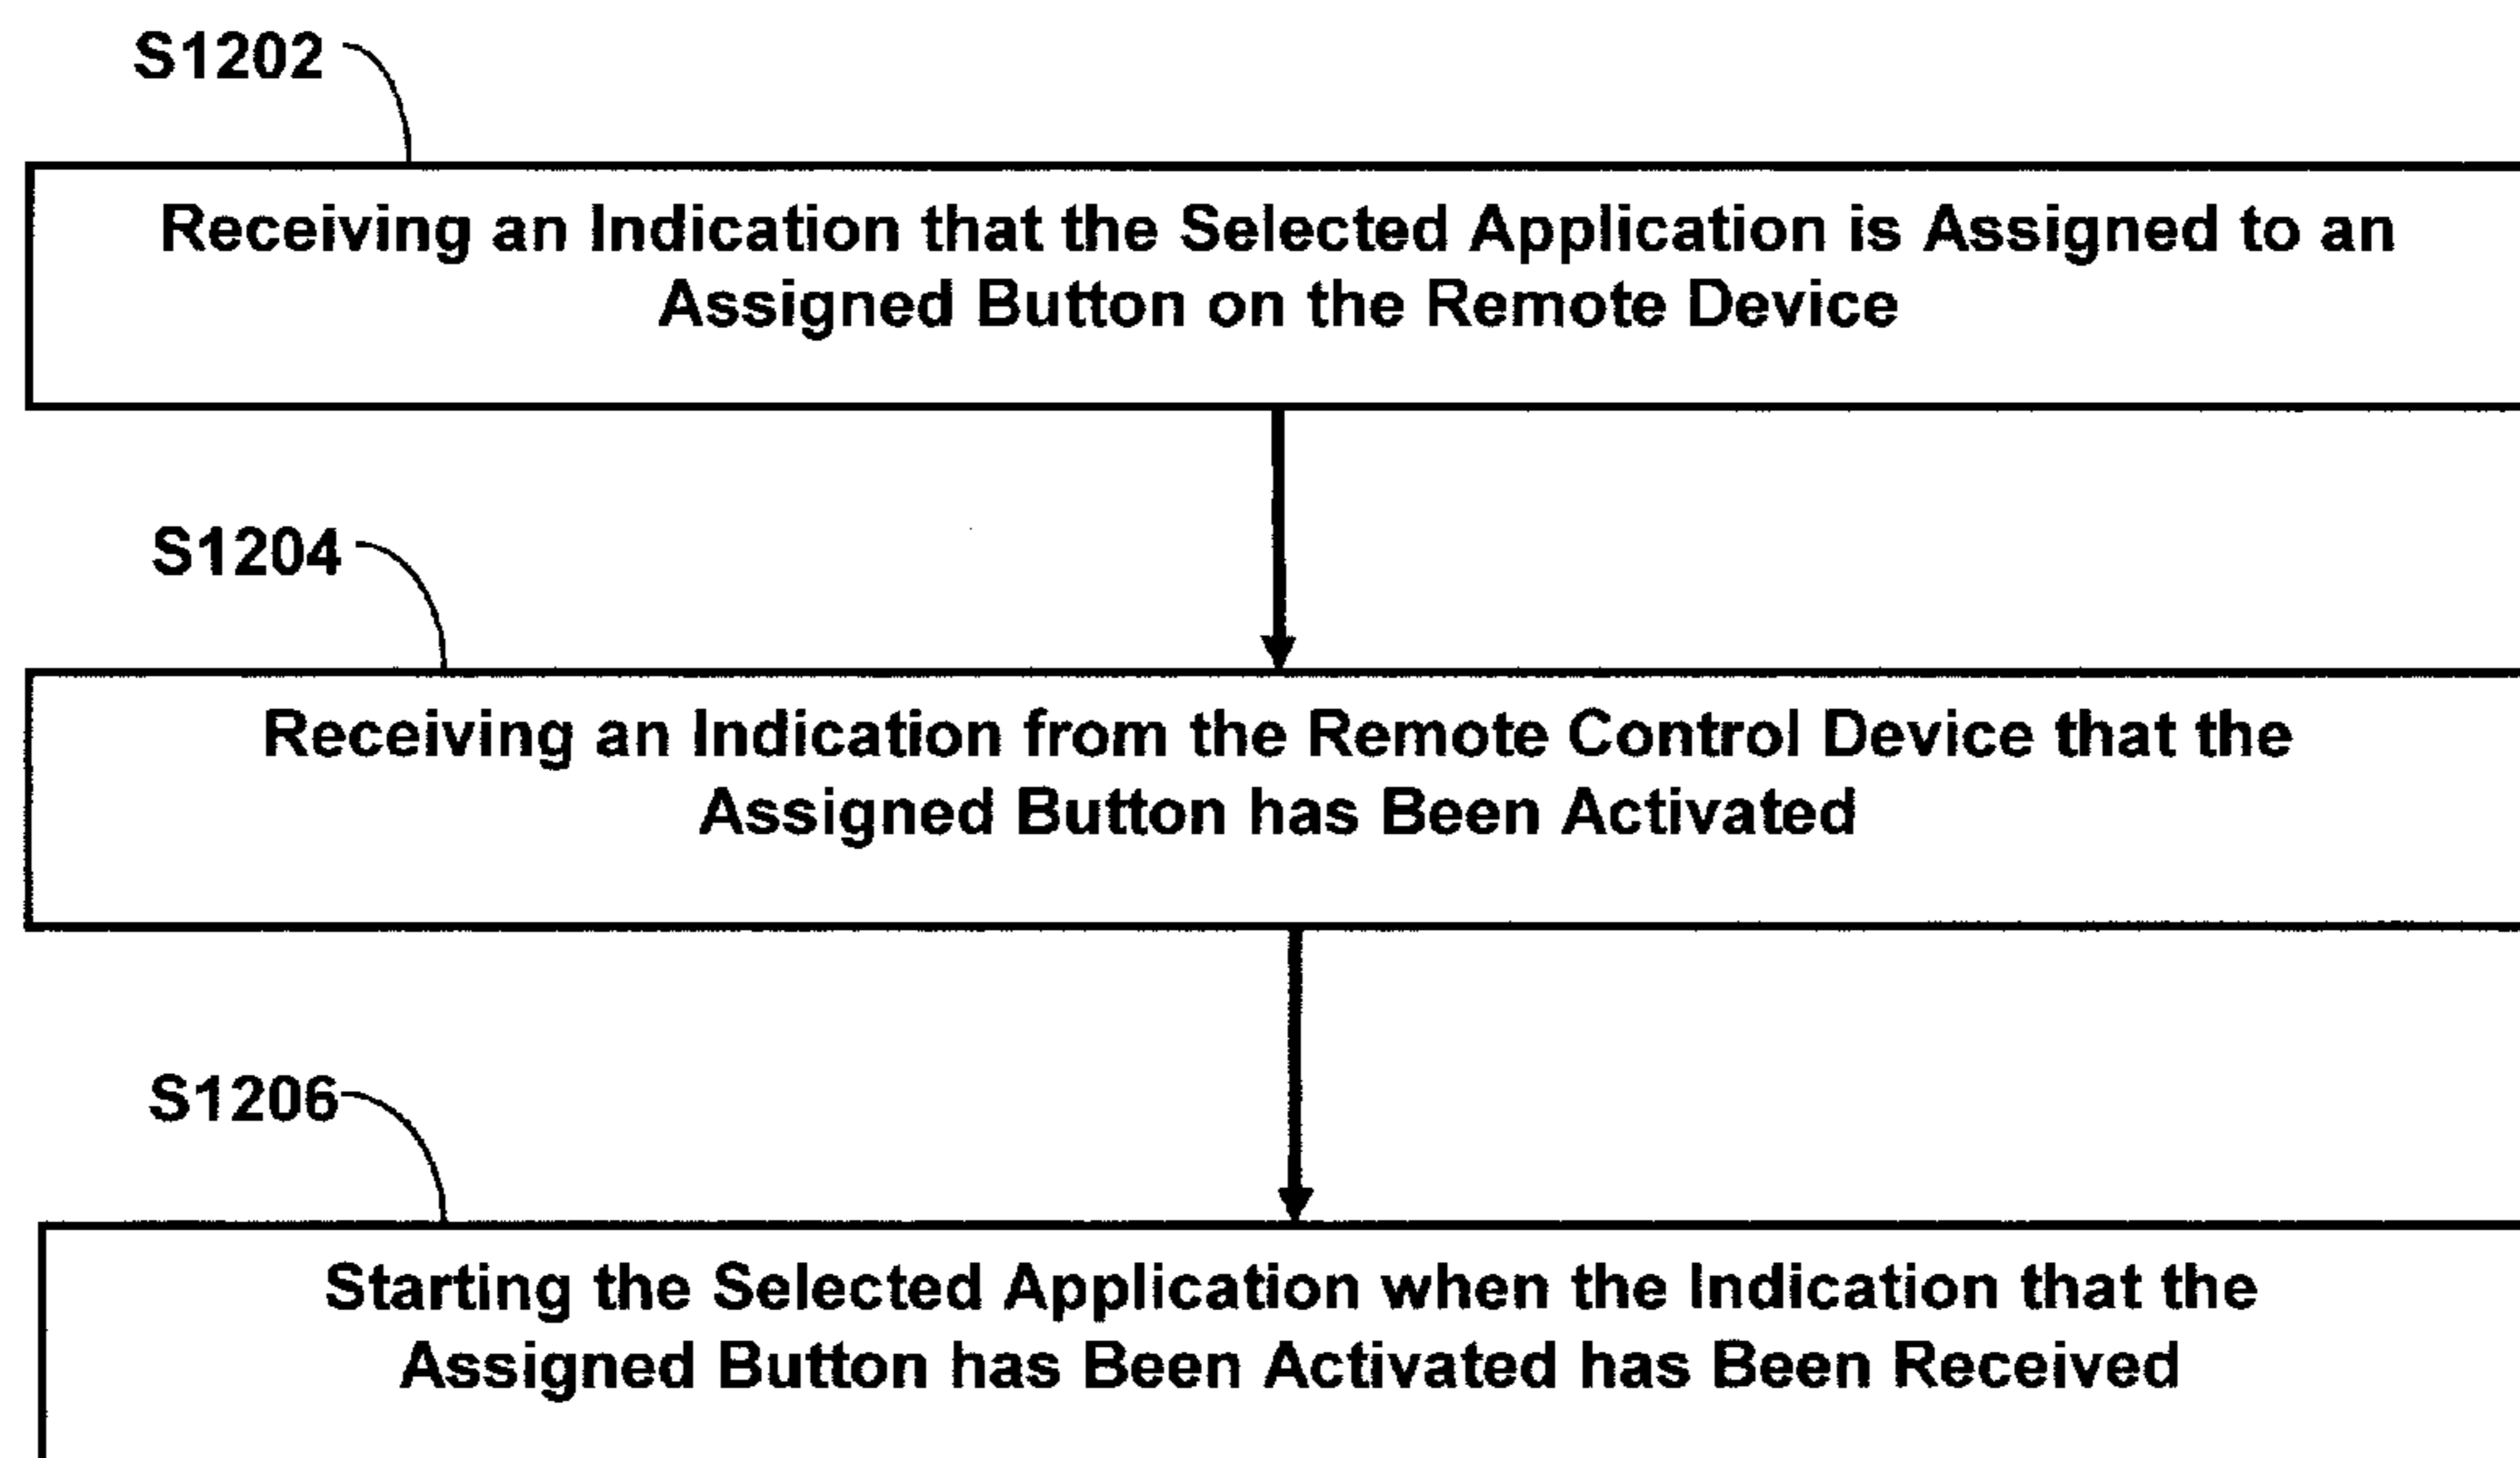 S1202
Receiving an Indication that the Selected Application is Assigned to an
Assigned Button on the Remote Device
S1204
Receiving an Indication from the Remote Control Device that the
Assigned Button has Been Activated
S1206
Starting the Selected Application when the Indication that the
Assigned Button has Been Activated has Been Received